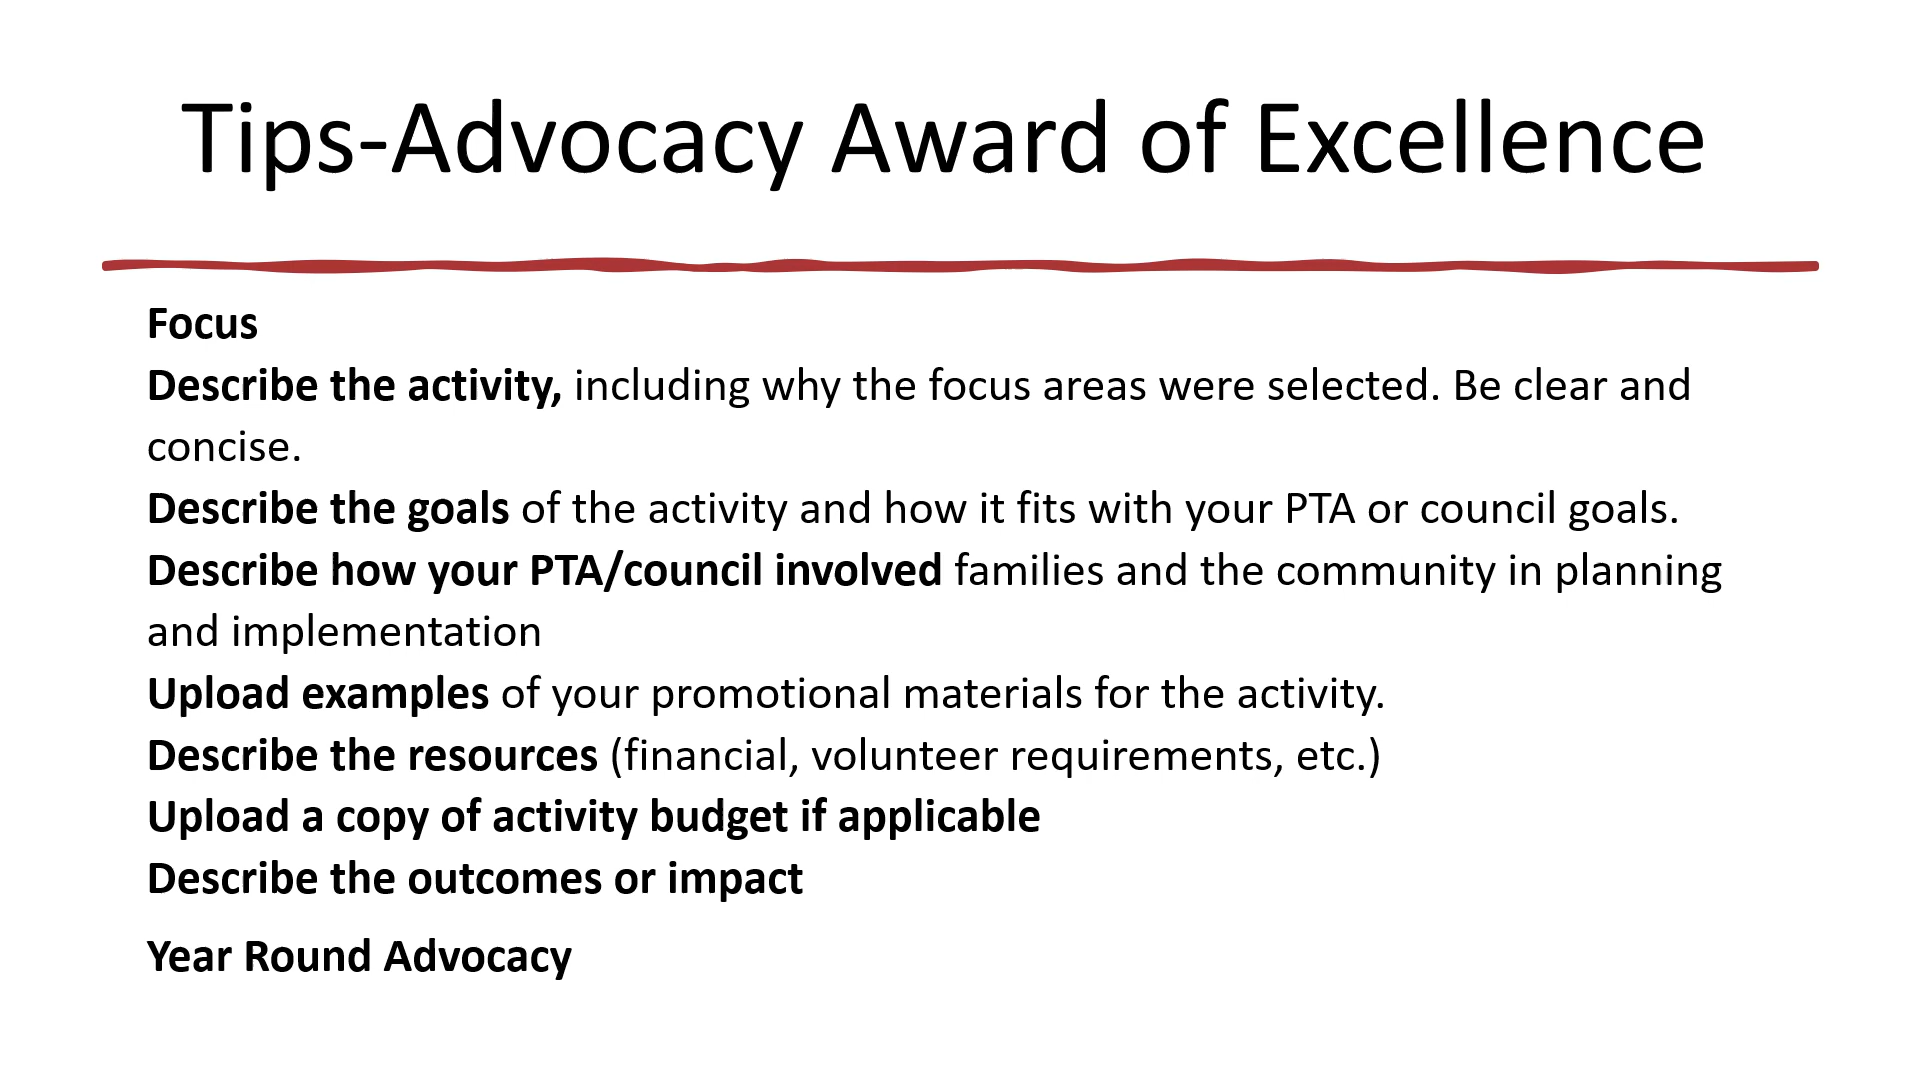 Tips-Advocacy Award of Excellence
Focus
Describe the activity, including why the focus areas were selected. Be clear and
concise.
Describe the goals of the activity and how it fits with your PTA or council goals.
Describe how your PTA/council involved families and the community in planning
and implementation
Upload examples of your promotional materials for the activity.
Describe the resources (financial, volunteer requirements, etc.)
Upload a copy of activity budget if applicable
Describe the outcomes or impact
Year Round Advocacy